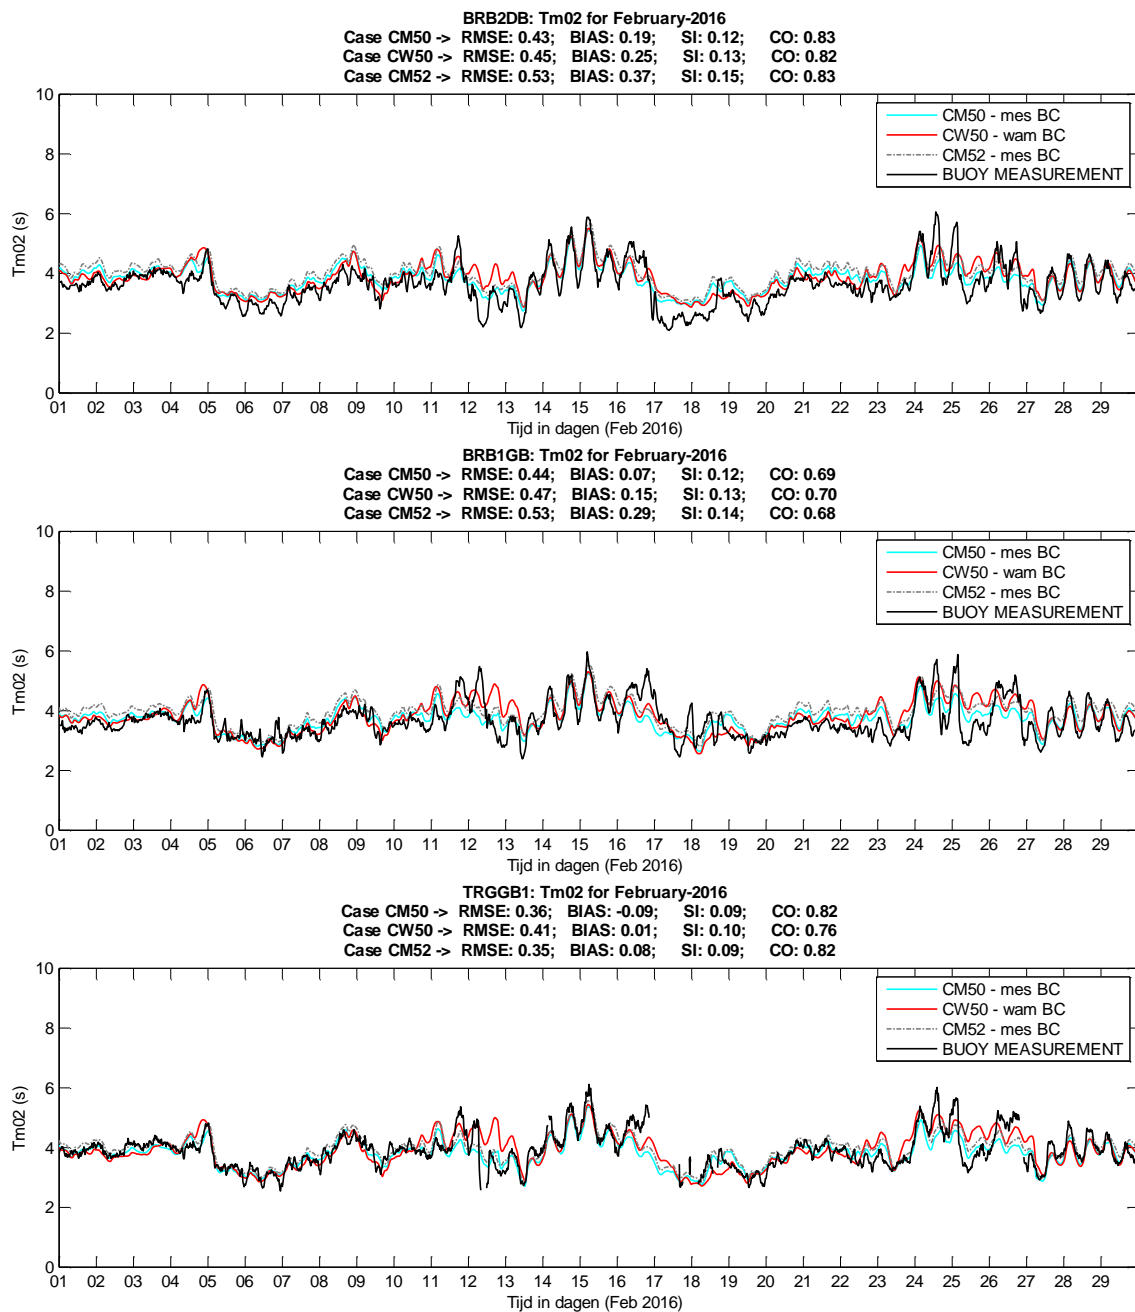 BRB2DB: Tm02 for February-2016
Case CM50 -> RMSE: 0.43; BIAS: 0.19; SI: 0.12; CO: 0.83
Case CW50 -> RMSE: 0.45; BIAS: 0.25; SI: 0.13; CO: 0.82
Case CM52 -> RMSE: 0.53; BIAS: 0.37; SI: 0.15; CO: 0.83
10
8
6
4
2
0
Tm02 (s)
CM50 - mes BC
CW50 - wam BC
CM52 - mes BC
BUOY MEASUREMENT
01 02 03 04 05 06 07 08 09 10 11 12 13 14 15 16 17 18 19 20 21 22 23 24 25 26 27 28 29
Tijd in dagen (Feb 2016)
BRB1GB: Tm02 for February-2016
Case CM50 -> RMSE: 0.44; BIAS: 0.07; SI: 0.12; CO: 0.69
Case CW50 -> RMSE: 0.47; BIAS: 0.15; SI: 0.13; CO: 0.70
Case CM52 -> RMSE: 0.53; BIAS: 0.29; SI: 0.14; CO: 0.68
10
8
6
4
2
0
Tm02 (s)
CM50 - mes BC
CW50 - wam BC
CM52 - mes BC
BUOY MEASUREMENT
01 02 03 04 05 06 07 08 09 10 11 12 13 14 15 16 17 18 19 20 21 22 23 24 25 26 27 28 29
Tijd in dagen (Feb 2016)
TRGGB1: Tm02 for February-2016
Case CM50 -> RMSE: 0.36; BIAS: -0.09; SI: 0.09; CO: 0.82
Case CW50 -> RMSE: 0.41; BIAS: 0.01; SI: 0.10; CO: 0.76
Case CM52 -> RMSE: 0.35; BIAS: 0.08; SI: 0.09; CO: 0.82
10
8
6
4
2
0
Tm02 (s)
CM50 - mes BC
CW50 - wam BC
CM52 - mes BC
BUOY MEASUREMENT
01 02 03 04 05 06 07 08 09 10 11 12 13 14 15 16 17 18 19 20 21 22 23 24 25 26 27 28 29
Tijd in dagen (Feb 2016)